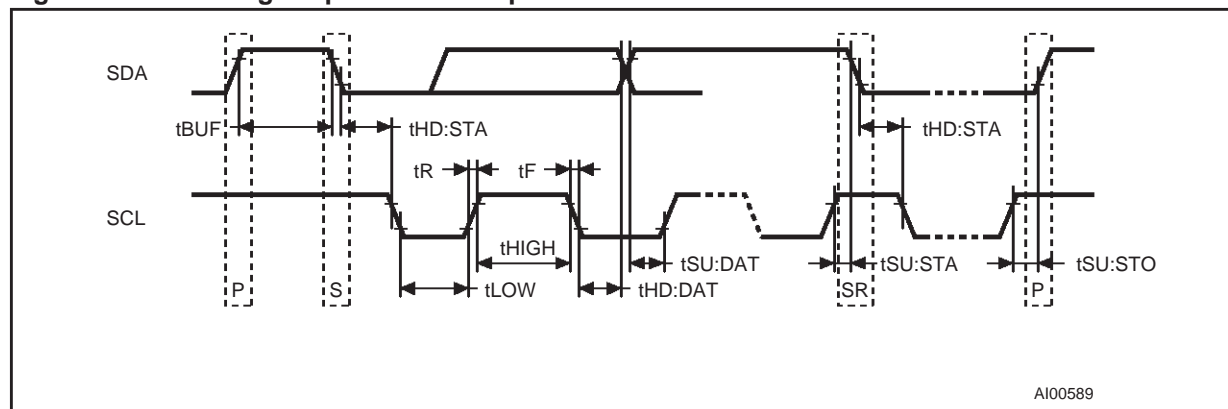 SDA
tBUF
tHD:STA
tHD:STA
tR
tF
SCL
tHIGH
tSU:DAT
tSU:STA
tSU:STO
P
S
tLOW
tHD:DAT
SR
P
AI00589